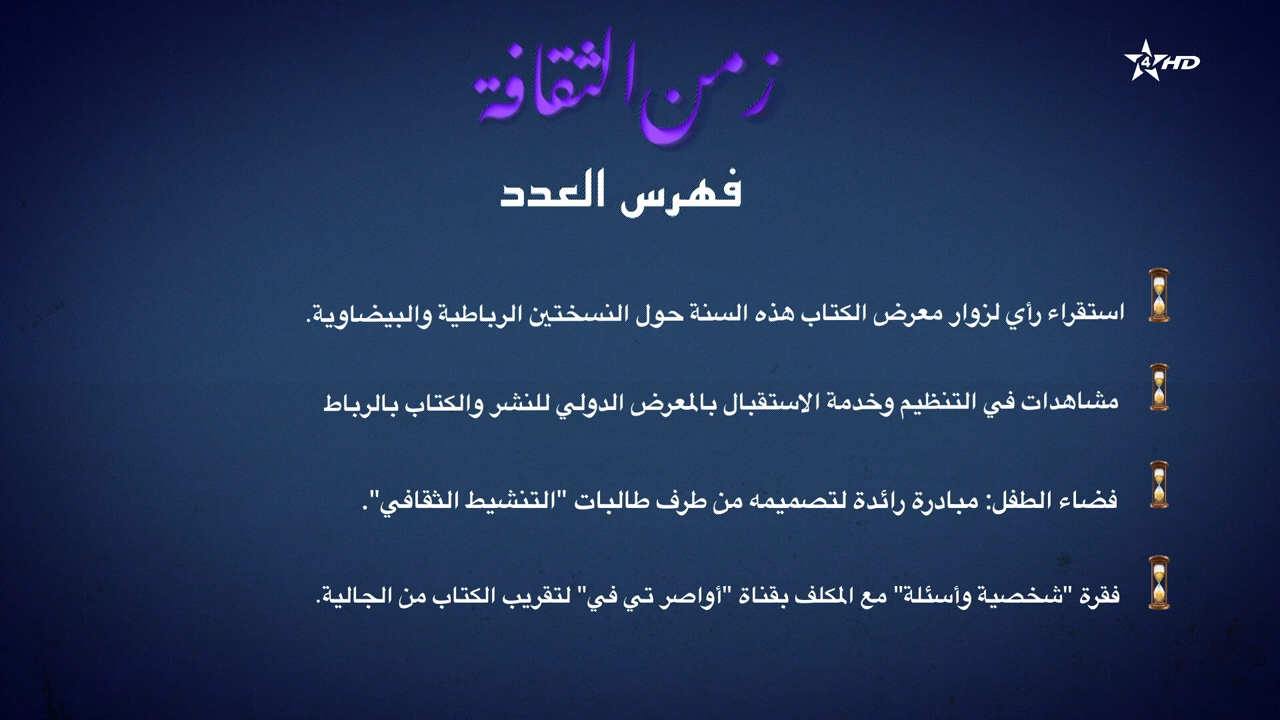 زمن الثقافة
4 HD
فهرس العدد
استقراء رأي لزوار معرض الكتاب هذه السنة حول النسختين الرباطية والبيضاوية.
مشاهدات في التنظيم وخدمة الاستقبال بالمعرض الدولي للنشر والكتاب بالرباط
فضاء الطفل: مبادرة رائدة لتصميمه من طرف طالبات "التنشيط الثقافي".
فقرة "شخصية وأسئلة" مع المكلف بقناة "أواصر تي في" لتقريب الكتاب من الجالية.